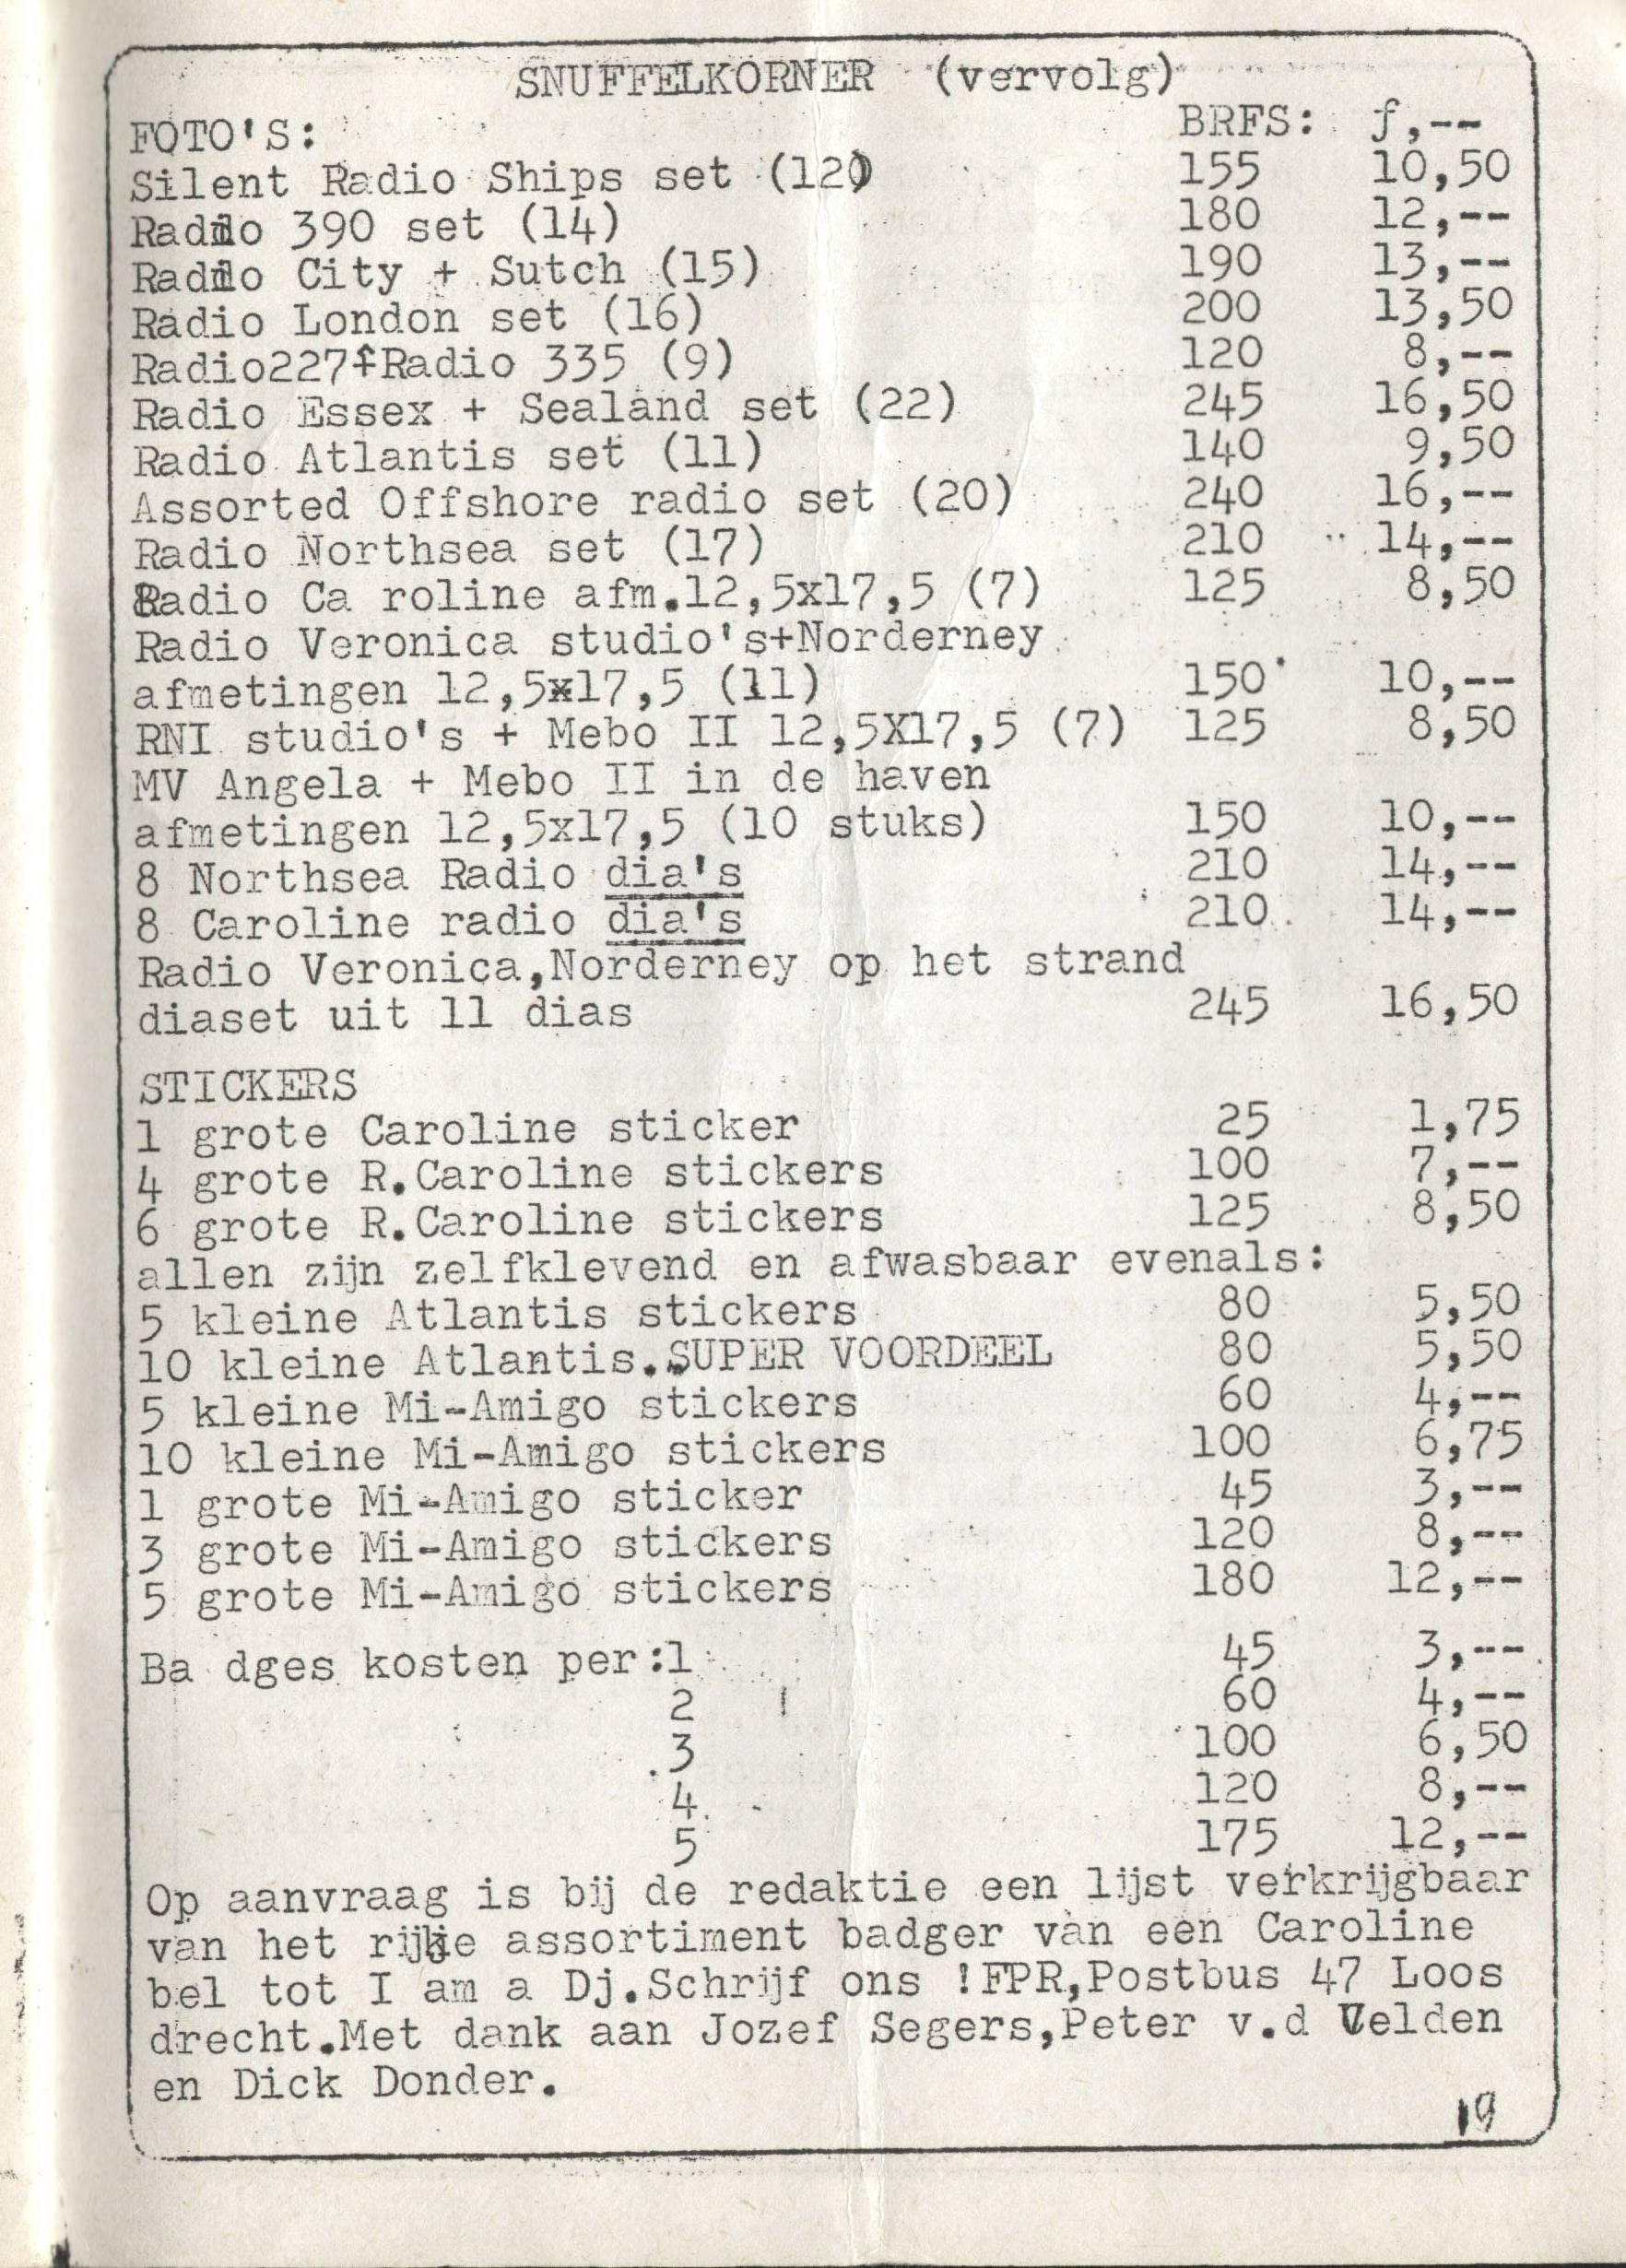 SNUFFELKORNER (vervolg)
FOTO'S: BRFS: f,--
Silent Radio Ships set (12) 155 10,50
Radio 390 set (14) 180 12,--
Radio City + Sutch (15) 190 13,--
Radio London set (16) 200 13,50
Radio227+Radio 335 (9) 120 8,--
Radio Essex + Sealand set (22) 245 16,50
Radio Atlantis set (11) 140 9,50
Assorted Offshore radio set (20) 240 16,--
Radio Northsea set (17) 210 14,--
Radio Ca roline afm.12,5x17,5 (7) 125 8,50
Radio Veronica studio's+Norderney
afmetingen 12,5x17,5 (11) 150 10,--
RNI studio's + Mebo II 12,5X17,5 (7) 125 8,50
MV Angela + Mebo II in de haven
afmetingen 12,5x17,5 (10 stuks) 150 10,--
8 Northsea Radio dia's 210 14,--
8 Caroline radio dia's 210 14,--
Radio Veronica,Norderney op het strand
diaset uit 11 dias 245 16,50
STICKERS
1 grote Caroline sticker 25 1,75
4 grote R.Caroline stickers 100 7,--
6 grote R.Caroline stickers 125 8,50
allen zijn zelfklevend en afwasbaar evenals:
5 kleine Atlantis stickers 80 5,50
10 kleine Atlantis.SUPER VOORDEEL 80 5,50
5 kleine Mi-Amigo stickers 60 4,--
10 kleine Mi-Amigo stickers 100 6,75
1 grote Mi-Amigo sticker 45 3,--
3 grote Mi-Amigo stickers 120 8,--
5 grote Mi-Amigo stickers 180 12,--
Ba dges kosten per:1 45 3,--
2 60 4,--
3 100 6,50
4 120 8,--
5 175 12,--
Op aanvraag is bij de redaktie een lijst verkrijgbaar
van het rijke assortiment badger van een Caroline
bel tot I am a Dj.Schrijf ons !FPR,Postbus 47 Loos
drecht.Met dank aan Jozef Segers,Peter v.d Velden
en Dick Donder.
19